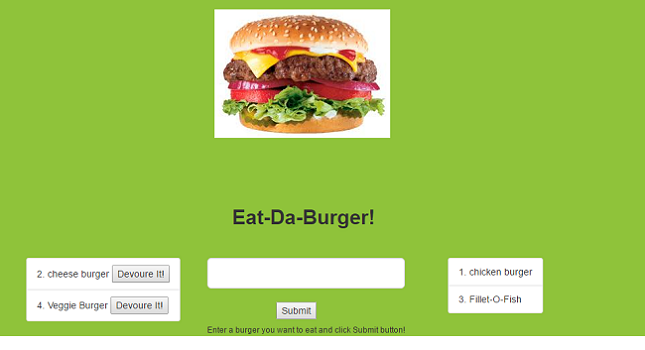 Eat-Da-Burger!
2. cheese burger Devoure It!
4. Veggie Burger Devoure It!
Submit
Enter a burger you want to eat and click Submit button!
1. chicken burger
3. Fillet-O-Fish